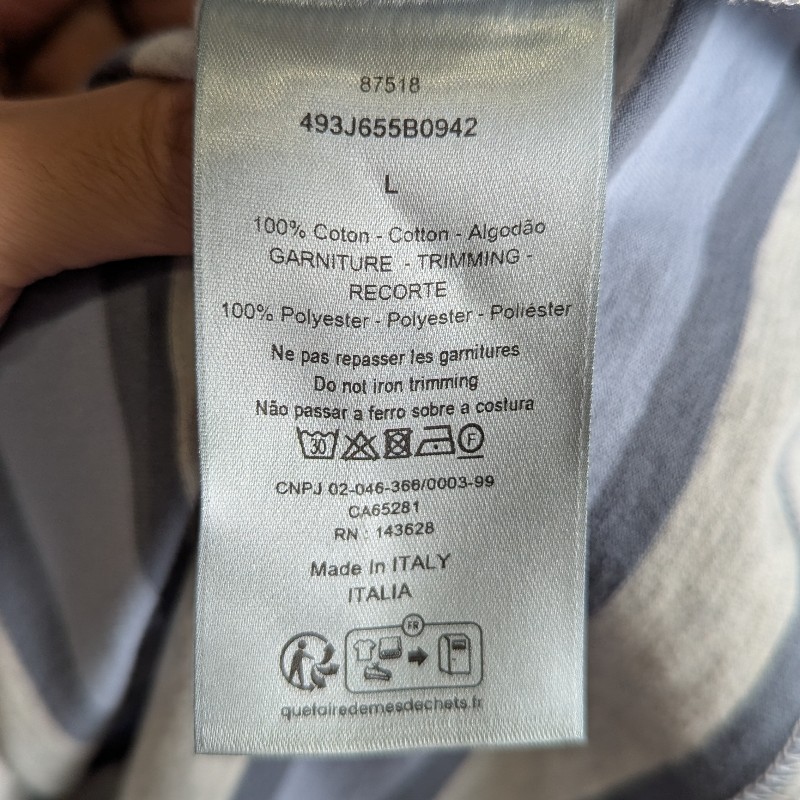 87518
493J655B0942
L
100% Coton - Cotton - Algodão
GARNITURE - TRIMMING -
RECORTE
100% Polyester - Polyester - Poliéster
Ne pas repasser les garnitures
Do not iron trimming
Não passar a ferro sobre a costura
30 F
CNPJ 02-046-366/0003-99
CA65281
RN : 143628
Made In ITALY
ITALIA
FR
quefairedemesdechets.fr